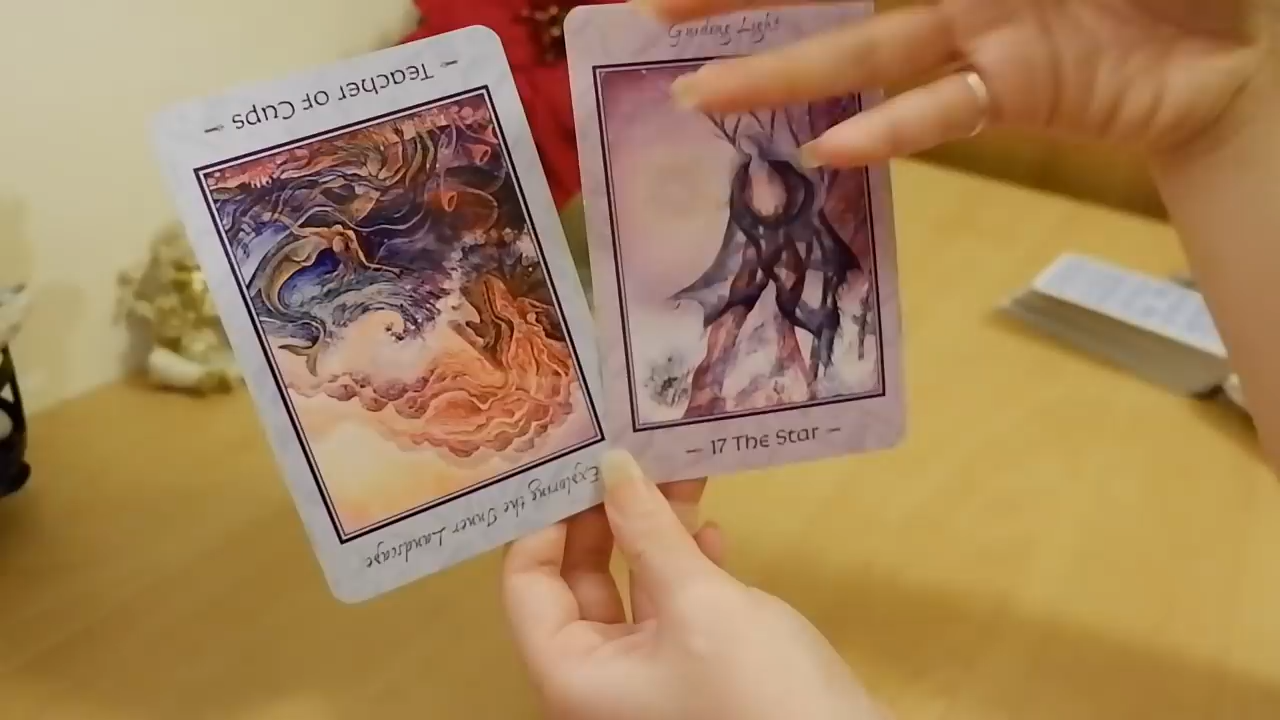 – Teacher of Cups –
Exploring the Inner Landscape
Guiding Light
– 17 The Star –